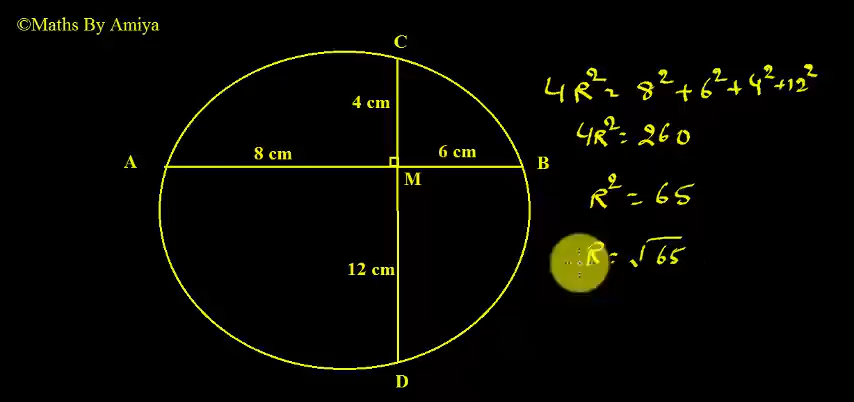 ©Maths By Amiya
C
4R²= 8²+6²+4²+12²
4 cm
4R²= 260
A
8 cm
6 cm
B
M
R² = 65
R = √65
12 cm
D